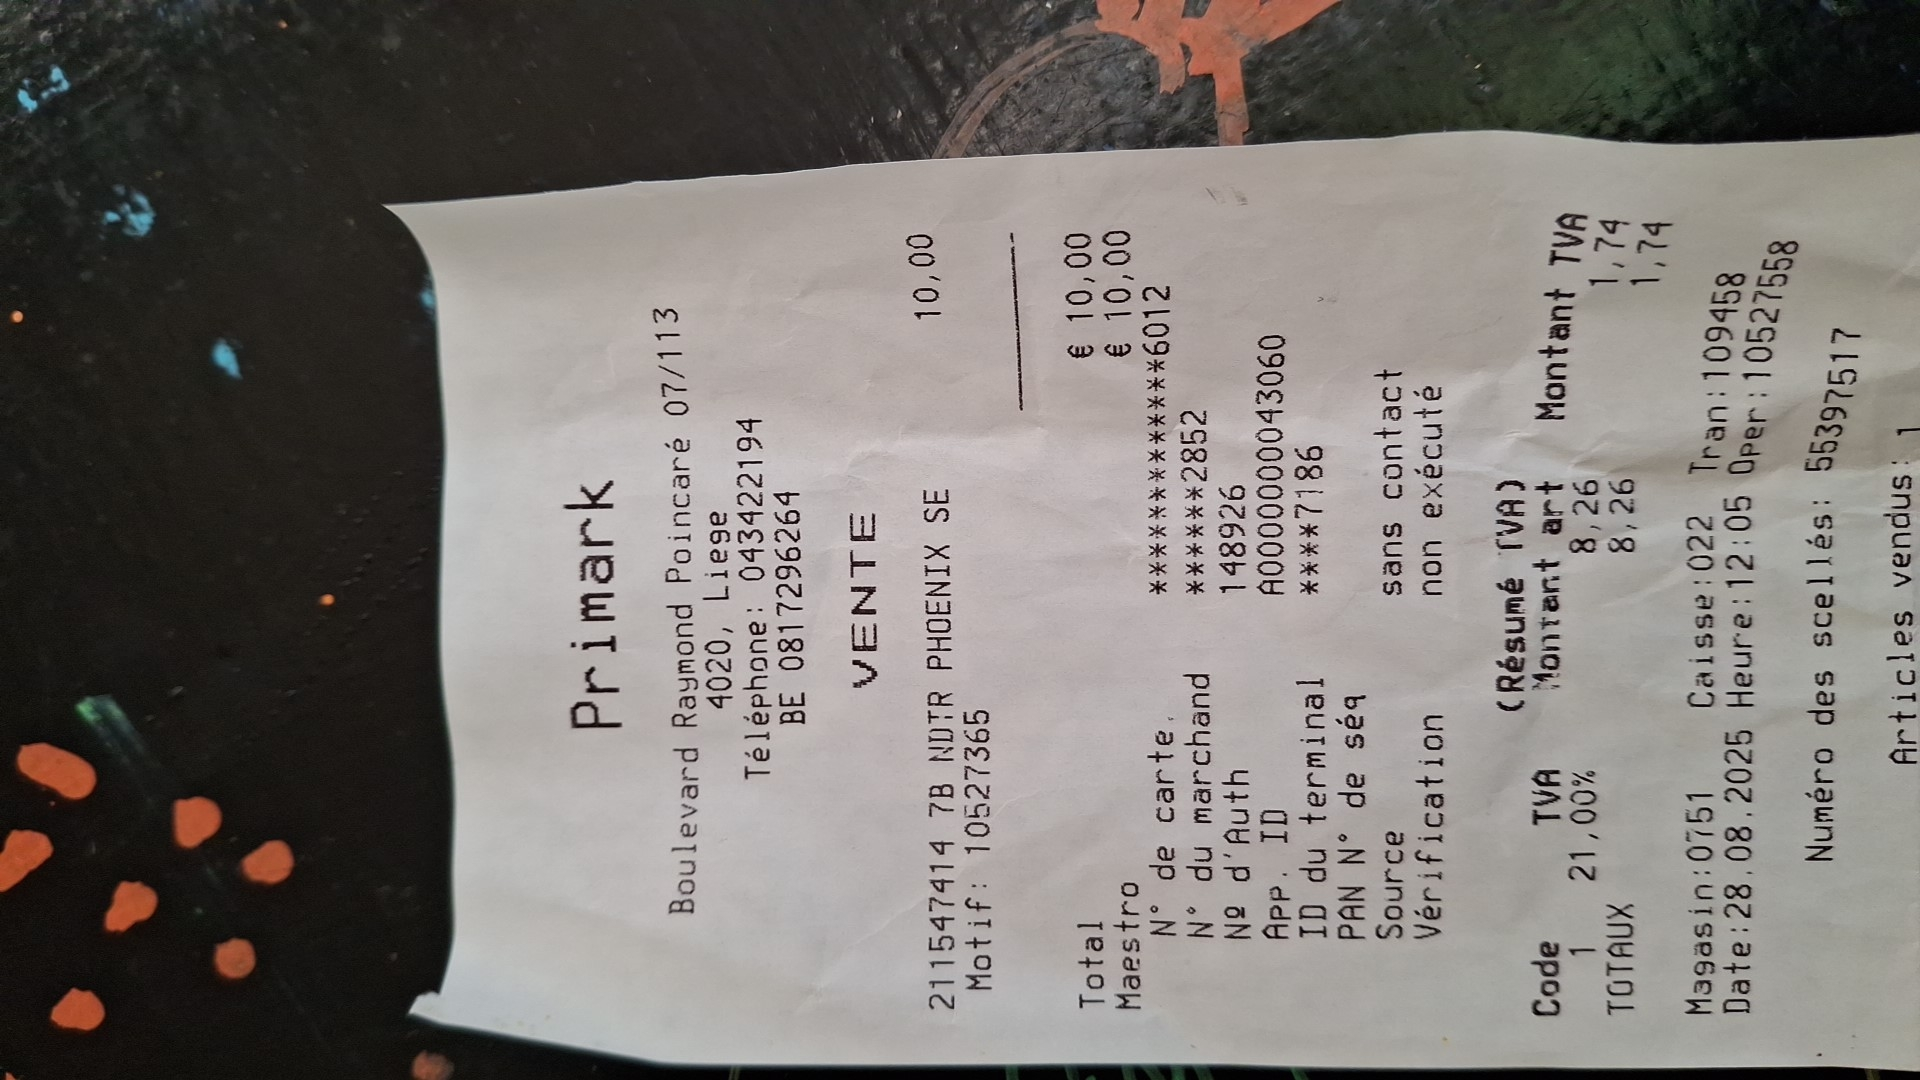 Primark
Boulevard Raymond Poincaré 07/113
4020, Liege
Téléphone: 043422194
BE 0817296264
VENTE
211547414 7B NDTR PHOENIX SE 10,00
Motif: 10527365
Total € 10,00
Maestro € 10,00
N° de carte. ***************6012
N° du marchand ******2852
Nº d'Auth 148926
App. ID A0000000043060
ID du terminal ****7186
PAN N° de séq
Source sans contact
Vérification non exécuté
(Résumé TVA)
Code TVA Montant art Montant TVA
1 21,00% 8,26 1,74
TOTAUX 8,26 1,74
Magasin:0751 Caisse:022 Tran:109458
Date:28.08.2025 Heure:12:05 Oper:10527558
Numéro des scellés: 55397517
Articles vendus: 1